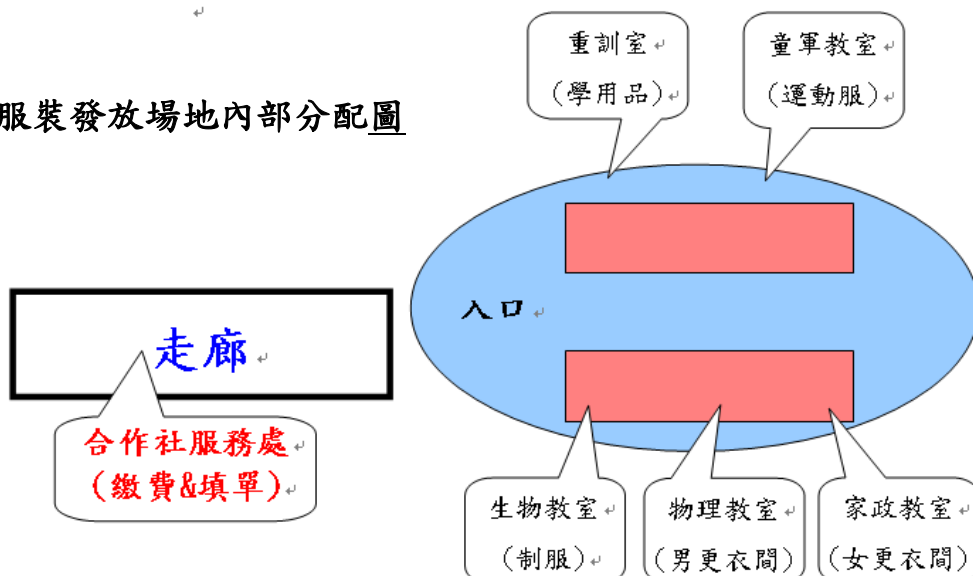 重訓室
(學用品)
童軍教室
(運動服)
服裝發放場地內部分配圖
入口
走廊
合作社服務處
(繳費&填單)
生物教室
(制服)
物理教室
(男更衣間)
家政教室
(女更衣間)